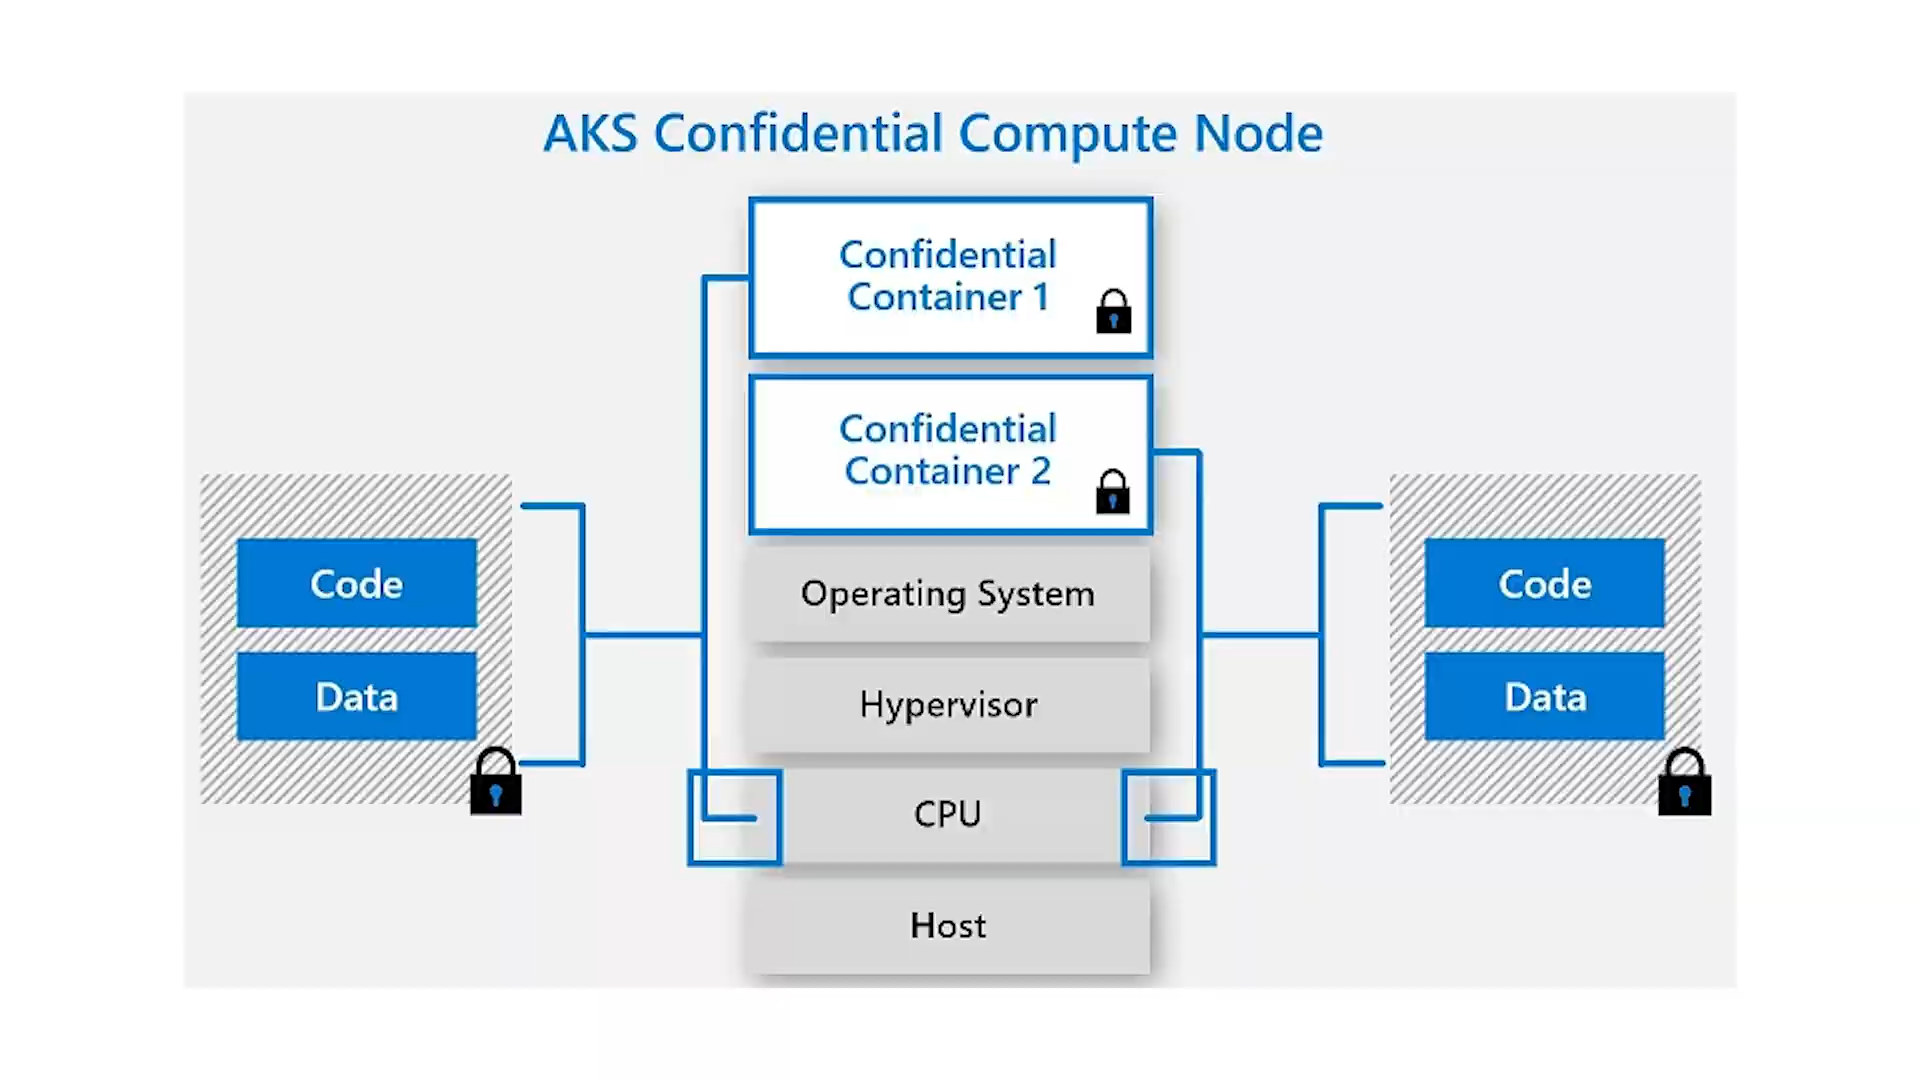 AKS Confidential Compute Node
Confidential
Container 1
Confidential
Container 2
Operating System
Hypervisor
CPU
Host
Code
Data
Code
Data